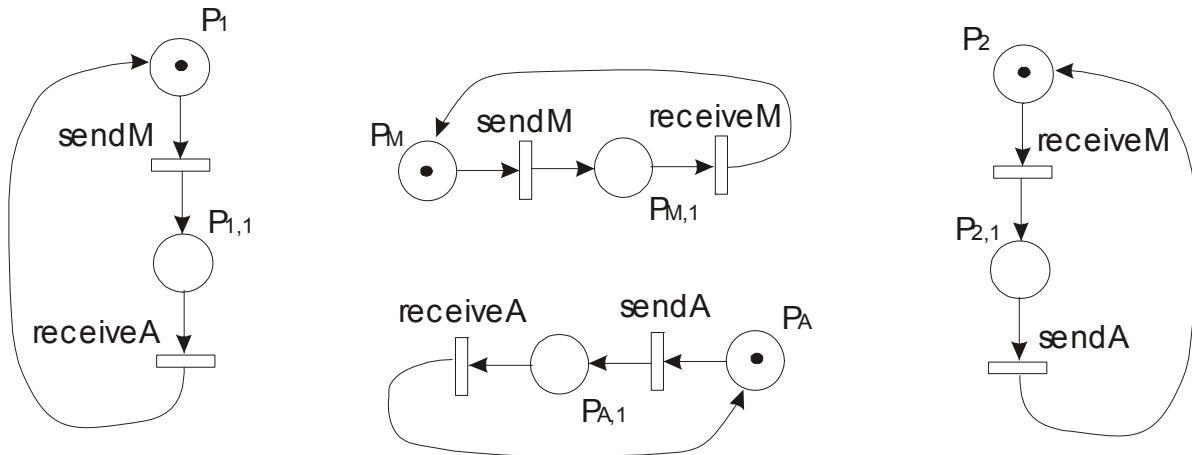 P1
sendM
P1,1
receiveA
PM
sendM
receiveM
PM,1
receiveA
sendA
PA
PA,1
P2
receiveM
P2,1
sendA